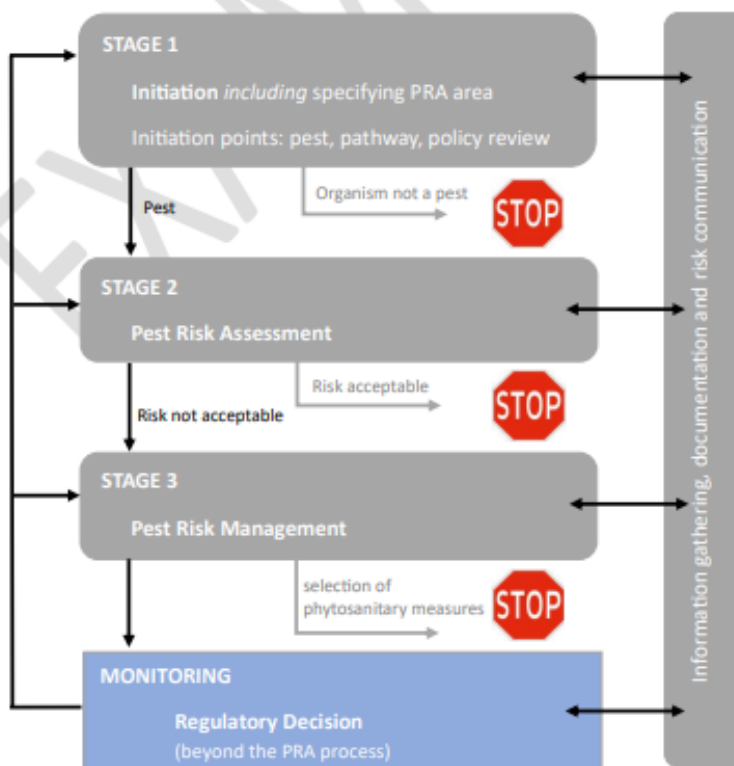 STAGE 1
Initiation including specifying PRA area
Initiation points: pest, pathway, policy review
Organism not a pest
STOP
Pest
STAGE 2
Pest Risk Assessment
Risk acceptable
STOP
Risk not acceptable
STAGE 3
Pest Risk Management
selection of
phytosanitary measures
STOP
MONITORING
Regulatory Decision
(beyond the PRA process)
Information gathering, documentation and risk communication